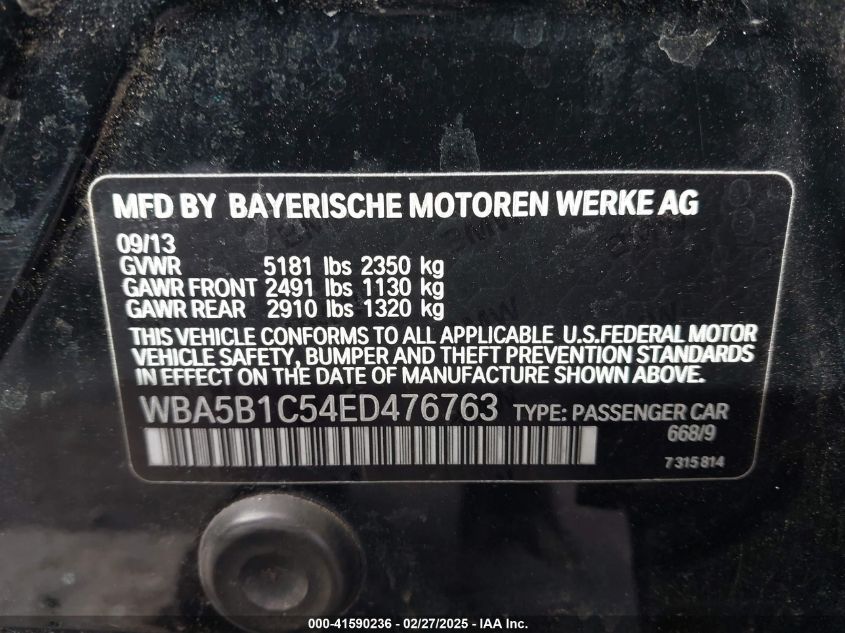 MFD BY BAYERISCHE MOTOREN WERKE AG
09/13
GVWR 5181 lbs 2350 kg
GAWR FRONT 2491 lbs 1130 kg
GAWR REAR 2910 lbs 1320 kg
THIS VEHICLE CONFORMS TO ALL APPLICABLE U.S.FEDERAL MOTOR
VEHICLE SAFETY, BUMPER AND THEFT PREVENTION STANDARDS
IN EFFECT ON THE DATE OF MANUFACTURE SHOWN ABOVE.
WBA5B1C54ED476763 TYPE: PASSENGER CAR
668/9
7 315 814
000-41590236 - 02/27/2025 - IAA Inc.